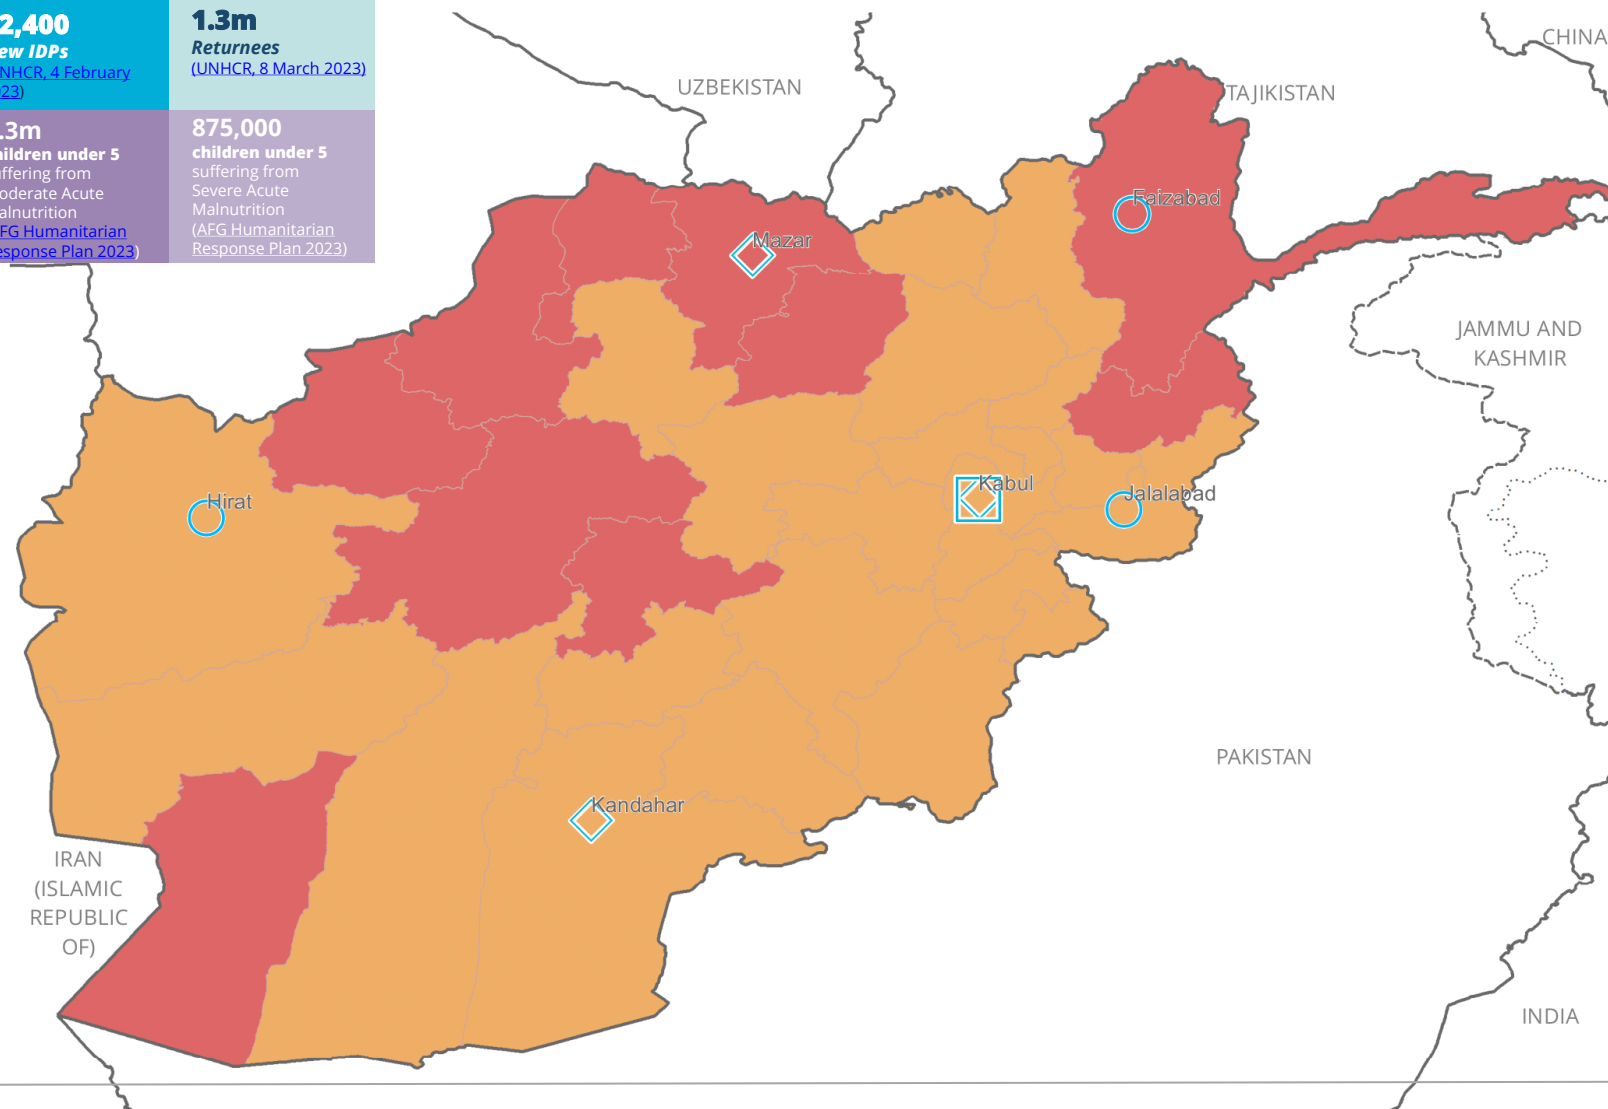 2,400
ew IDPs
NHCR, 4 February
23)
1.3m
Returnees
(UNHCR, 8 March 2023)
.3m
ildren under 5
ffering from
oderate Acute
alnutrition
FG Humanitarian
esponse Plan 2023)
875,000
children under 5
suffering from
Severe Acute
Malnutrition
(AFG Humanitarian
Response Plan 2023)
CHINA
UZBEKISTAN
TAJIKISTAN
Faizabad
Mazar
JAMMU AND
KASHMIR
Hirat
Kabul
Jalalabad
PAKISTAN
Kandahar
IRAN
(ISLAMIC
REPUBLIC
OF)
INDIA